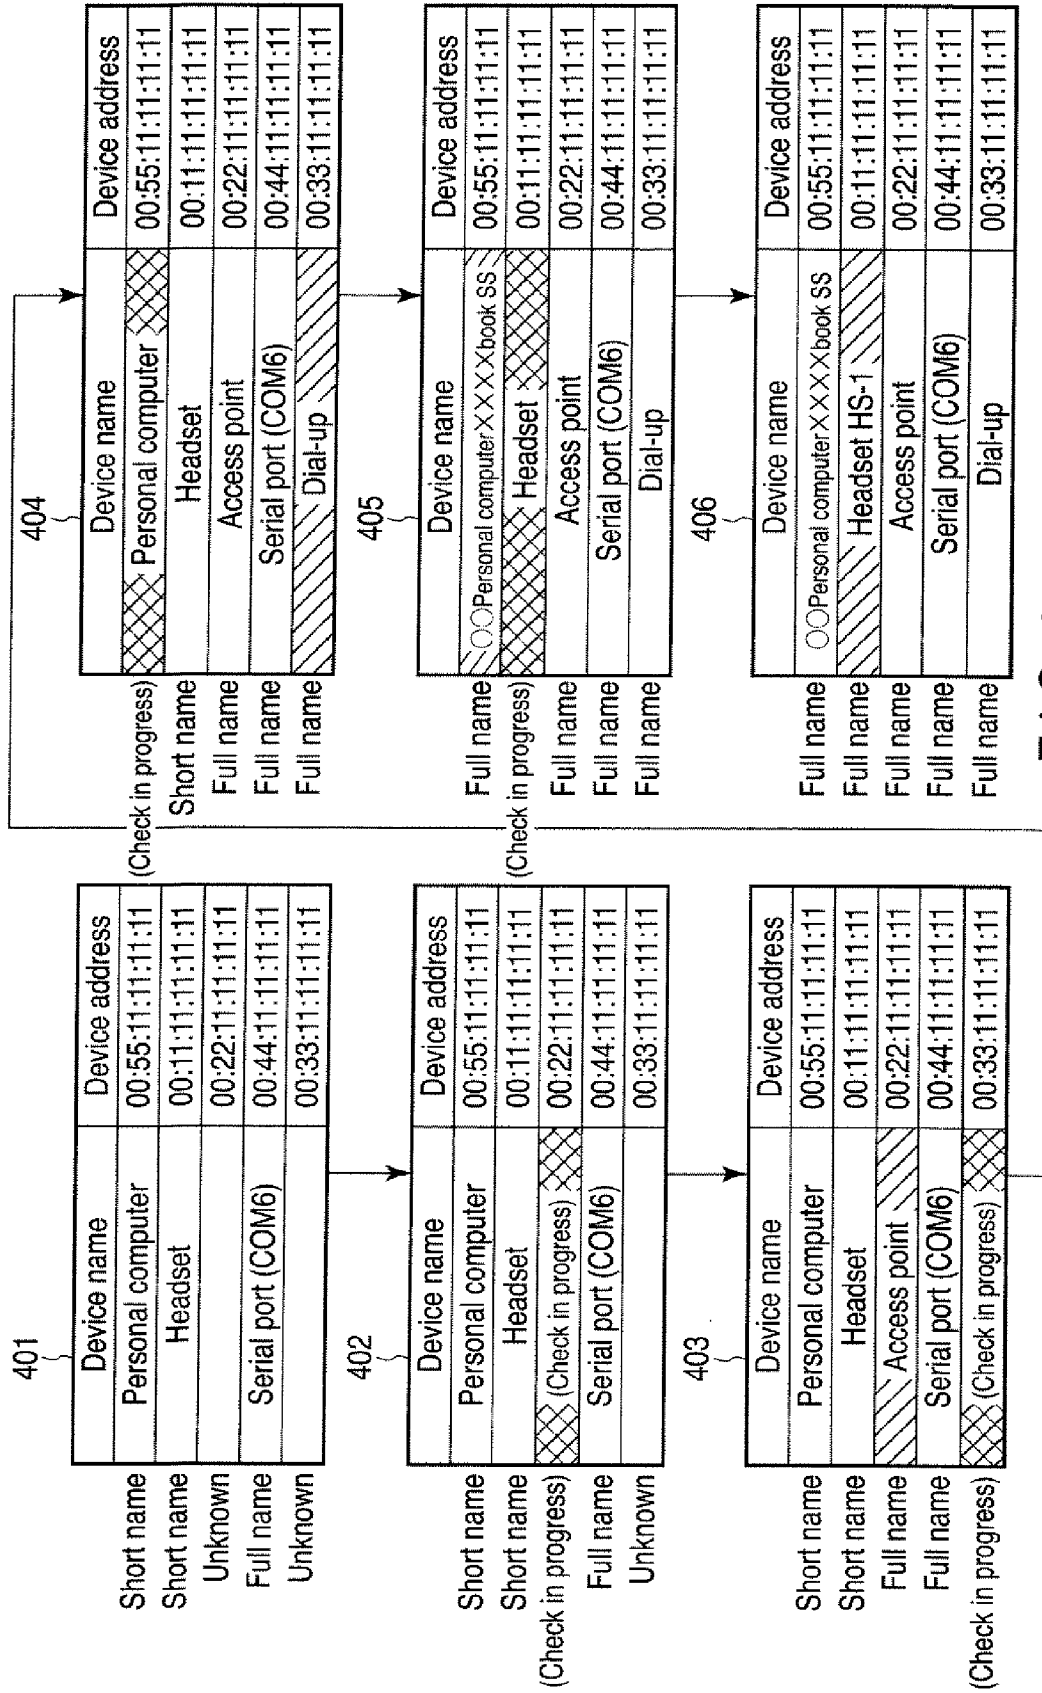 401
Device name Device address
Short name Personal computer 00:55:11:11:11:11
Short name Headset 00:11:11:11:11:11
Unknown 00:22:11:11:11:11
Full name Serial port (COM6) 00:44:11:11:11:11
Unknown 00:33:11:11:11:11
402
Device name Device address
Short name Personal computer 00:55:11:11:11:11
Short name Headset 00:11:11:11:11:11
(Check in progress) (Check in progress) 00:22:11:11:11:11
Full name Serial port (COM6) 00:44:11:11:11:11
Unknown 00:33:11:11:11:11
403
Device name Device address
Short name Personal computer 00:55:11:11:11:11
Short name Headset 00:11:11:11:11:11
Full name Access point 00:22:11:11:11:11
Full name Serial port (COM6) 00:44:11:11:11:11
(Check in progress) (Check in progress) 00:33:11:11:11:11
404
Device name Device address
(Check in progress) Personal computer 00:55:11:11:11:11
Short name Headset 00:11:11:11:11:11
Full name Access point 00:22:11:11:11:11
Full name Serial port (COM6) 00:44:11:11:11:11
Full name Dial-up 00:33:11:11:11:11
405
Device name Device address
Full name ○○Personal computer××××book SS 00:55:11:11:11:11
(Check in progress) Headset 00:11:11:11:11:11
Full name Access point 00:22:11:11:11:11
Full name Serial port (COM6) 00:44:11:11:11:11
Full name Dial-up 00:33:11:11:11:11
406
Device name Device address
Full name ○○Personal computer××××book SS 00:55:11:11:11:11
Full name Headset HS-1 00:11:11:11:11:11
Full name Access point 00:22:11:11:11:11
Full name Serial port (COM6) 00:44:11:11:11:11
Full name Dial-up 00:33:11:11:11:11